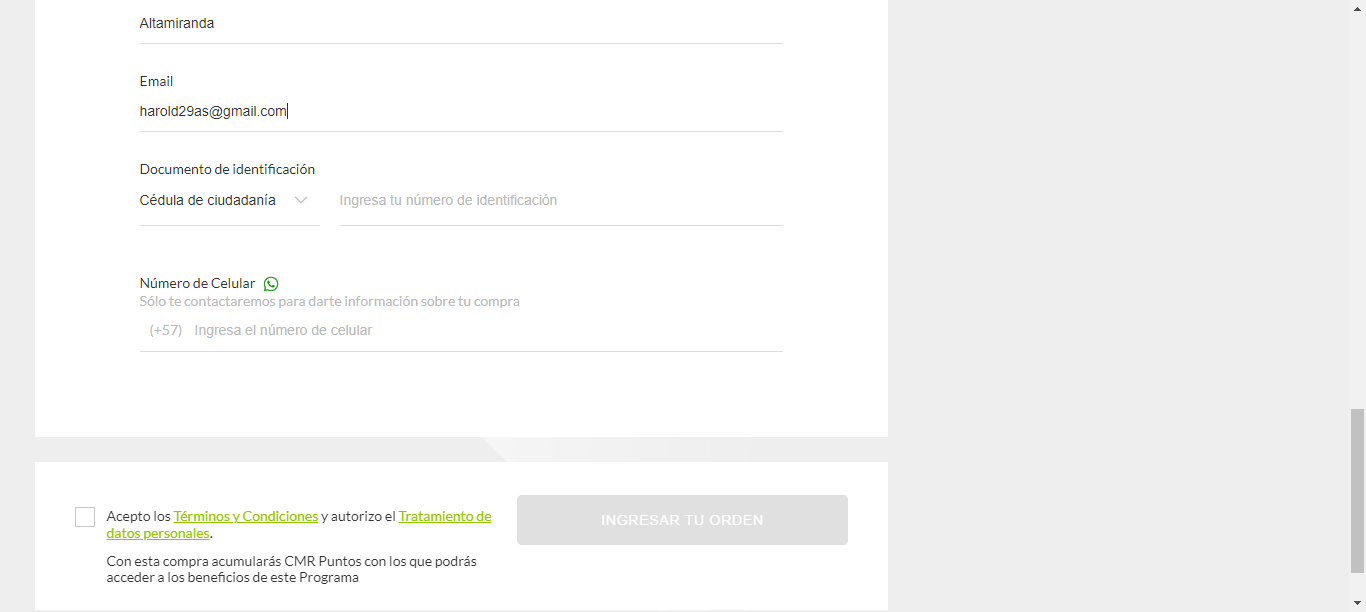 Altamiranda
Email
harold29as@gmail.com
Documento de identificación
Cédula de ciudadanía Ingresa tu número de identificación
Número de Celular
Sólo te contactaremos para darte información sobre tu compra
(+57) Ingresa el número de celular
Acepto los Términos y Condiciones y autorizo el Tratamiento de
datos personales.
INGRESAR TU ORDEN
Con esta compra acumularás CMR Puntos con los que podrás
acceder a los beneficios de este Programa